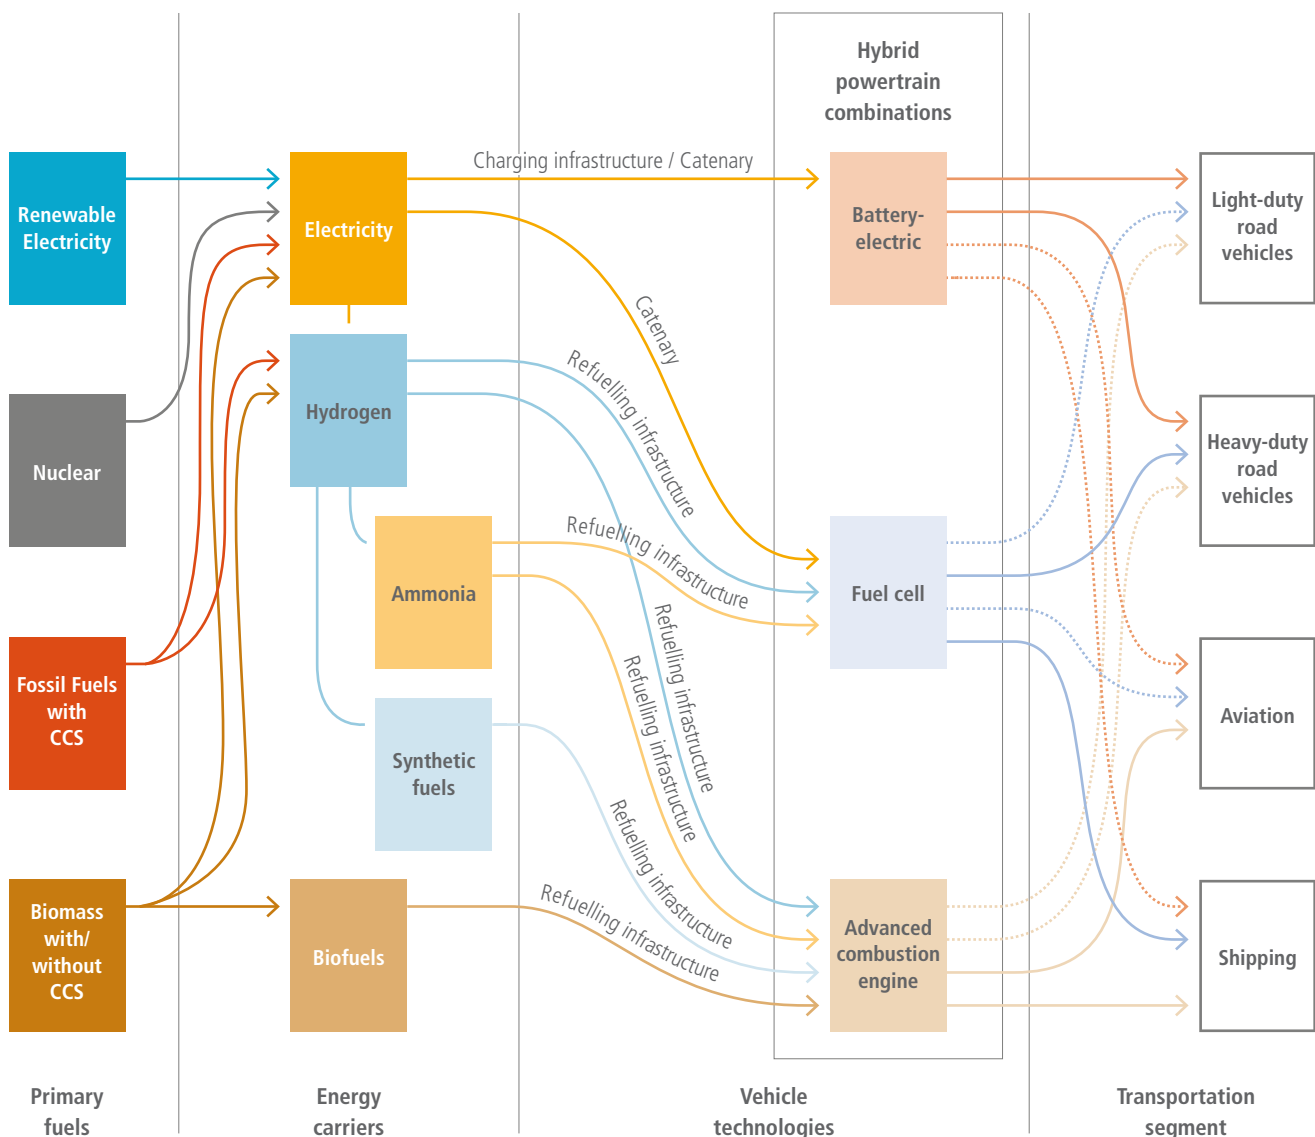 Hybrid
powertrain
combinations
Charging infrastructure / Catenary
Renewable
Electricity
Electricity
Battery-
electric
Light-duty
road
vehicles
Catenary
Refuelling infrastructure
Hydrogen
Nuclear
Heavy-duty
road
vehicles
Refuelling infrastructure
Ammonia
Fuel cell
Refuelling infrastructure
Refuelling infrastructure
Fossil Fuels
with
CCS
Aviation
Synthetic
fuels
Refuelling infrastructure
Refuelling infrastructure
Biomass
with/
without
CCS
Biofuels
Advanced
combustion
engine
Shipping
Primary
fuels
Energy
carriers
Vehicle
technologies
Transportation
segment